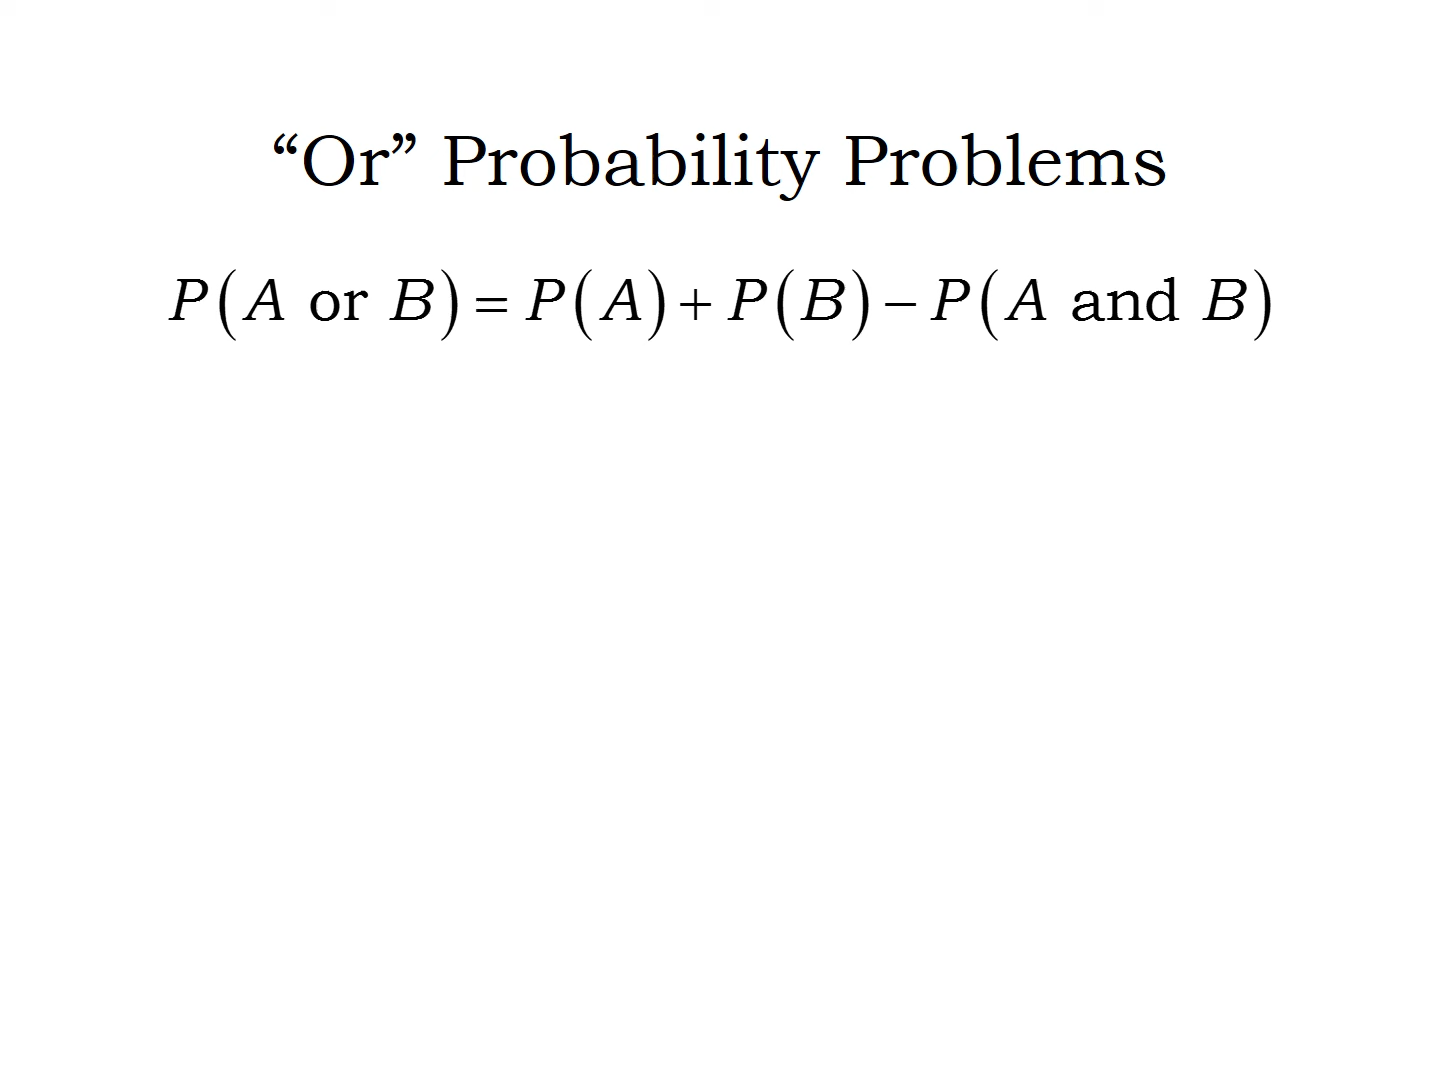 “Or” Probability Problems
P(A or B) = P(A) + P(B) − P(A and B)